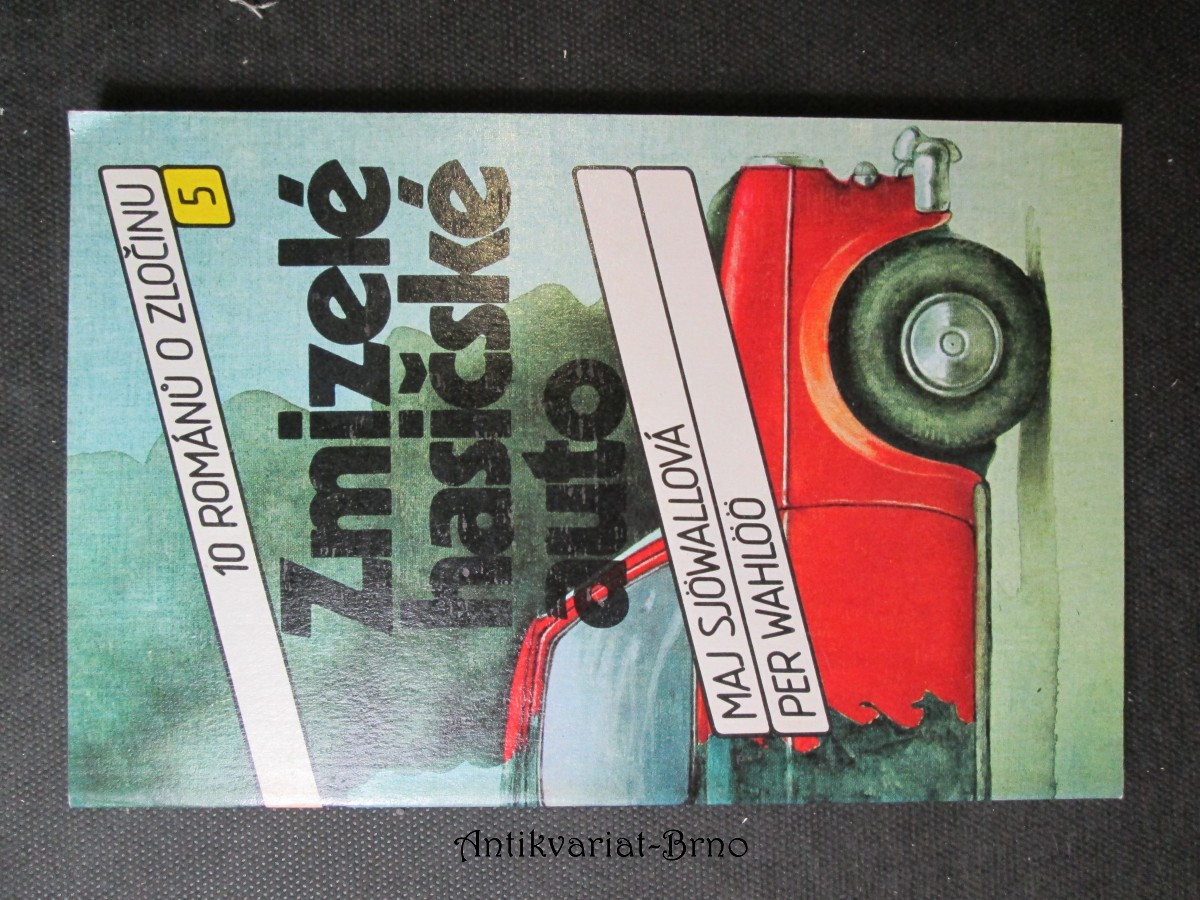 10 ROMÁNŮ O ZLOČINU
5
Zmizelé
hasičské
auto
MAJ SJÖWALLOVÁ
PER WAHLÖÖ
Antikvariat-Brno